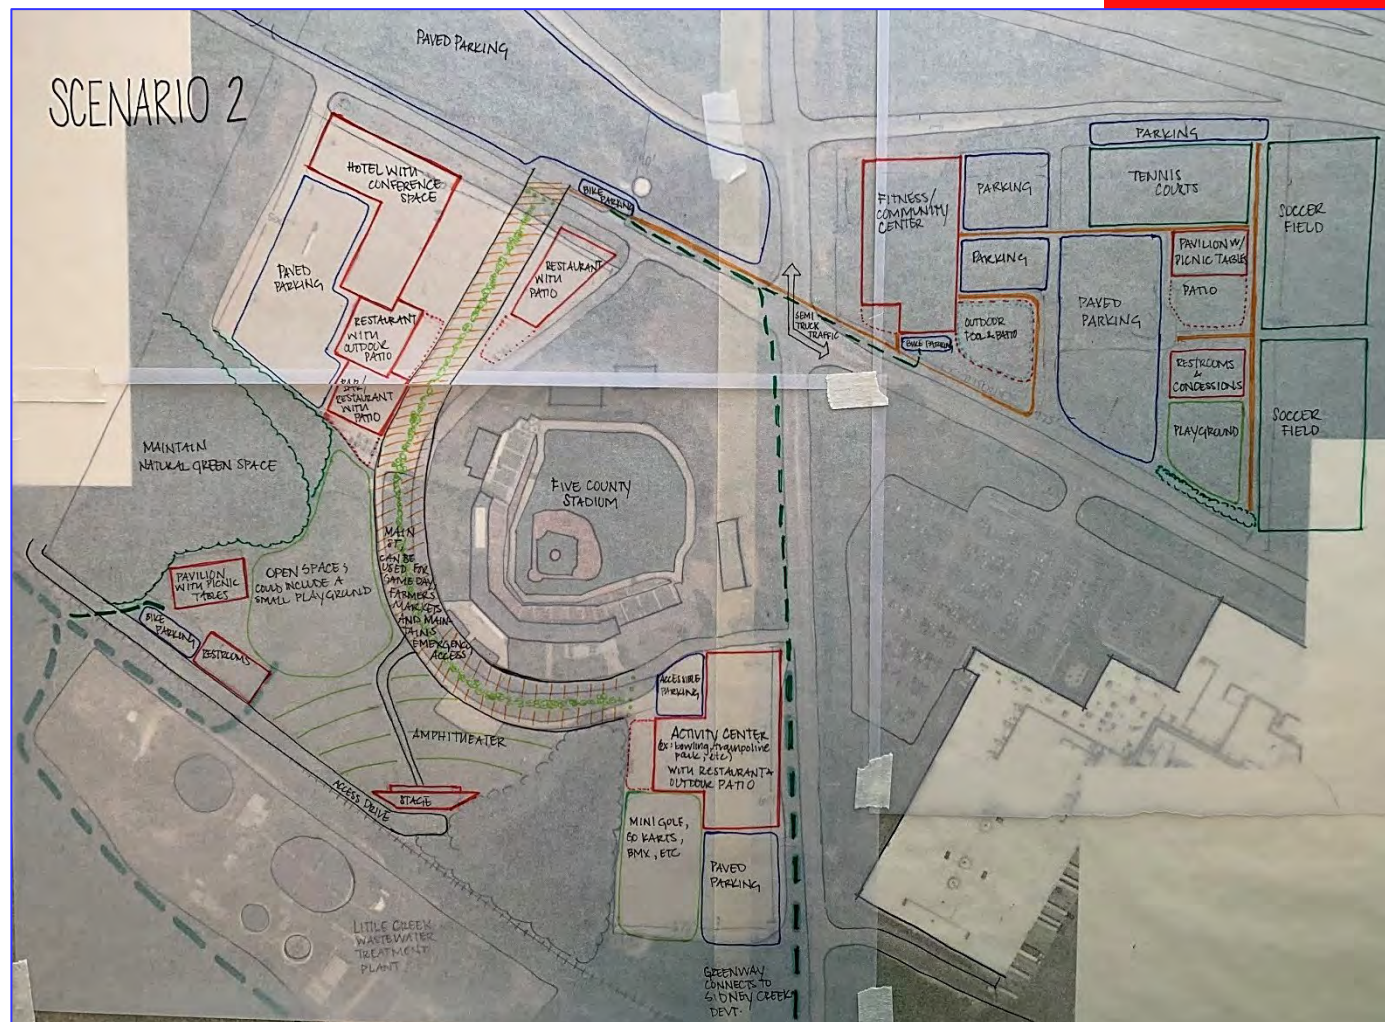 PAVED PARKING
SCENARIO 2
HOTEL WITH
CONFERENCE
SPACE
PAVED
PARKING
BIKE
PARKING
RESTAURANT
WITH
PATIO
RESTAURANT
WITH
OUTDOOR
PATIO
BAR/
RESTAURANT
WITH
PATIO
SEMI
TRUCK
TRAFFIC
FITNESS/
COMMUNITY
CENTER
PARKING
PARKING
BIKE PARKING
OUTDOOR
POOL & PATIO
PAVED
PARKING
PARKING
TENNIS
COURTS
PAVILION W/
PICNIC TABLES
PATIO
RESTROOMS
&
CONCESSIONS
PLAYGROUND
SOCCER
FIELD
SOCCER
FIELD
MAINTAIN
NATURAL GREEN SPACE
FIVE COUNTY
STADIUM
MAIN
ST.
CAN BE
USED FOR
GAMEDAY,
FARMERS
MARKETS
AND MAIN-
TAINS
EMERGENCY
ACCESS
PAVILION
WITH PICNIC
TABLES
OPEN SPACE;
COULD INCLUDE A
SMALL PLAYGROUND
BIKE
PARKING
RESTROOMS
AMPHITHEATER
STAGE
ACCESS DRIVE
ACCESSIBLE
PARKING
ACTIVITY CENTER
(ex: bowling, trampoline
park, etc)
WITH RESTAURANT &
OUTDOOR PATIO
MINI GOLF,
GO KARTS,
BMX, ETC
PAVED
PARKING
LITTLE CREEK
WASTEWATER
TREATMENT
PLANT
GREENWAY
CONNECTS TO
SIDNEY CREEK
DEVT.